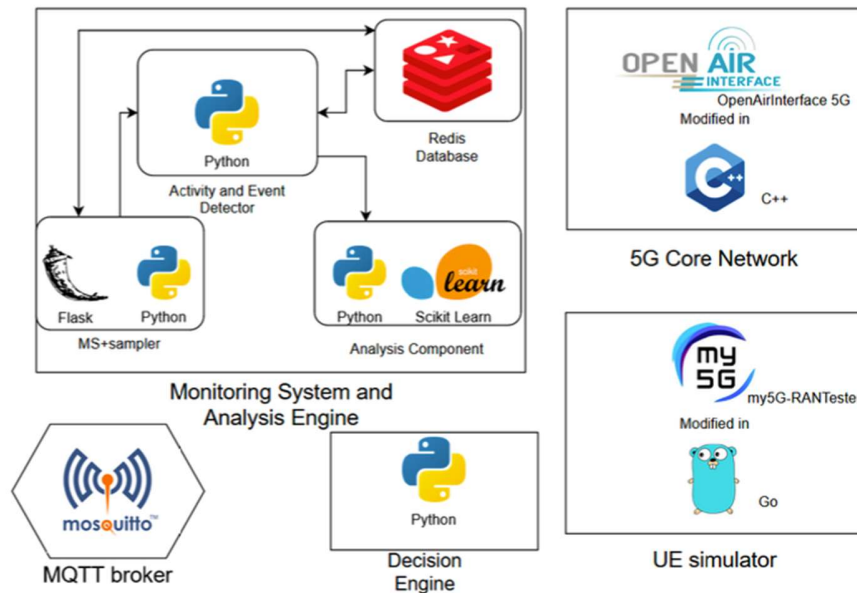 Python
Activity and Event
Detector
Redis
Database
Flask
Python
MS+sampler
Python
scikit
learn
Scikit Learn
Analysis Component
Monitoring System and
Analysis Engine
OPEN AIR
INTERFACE
OpenAirInterface 5G
Modified in
C++
C++
5G Core Network
my
5G
my5G-RANTester
Modified in
Go
UE simulator
mosquitto™
MQTT broker
Python
Decision
Engine